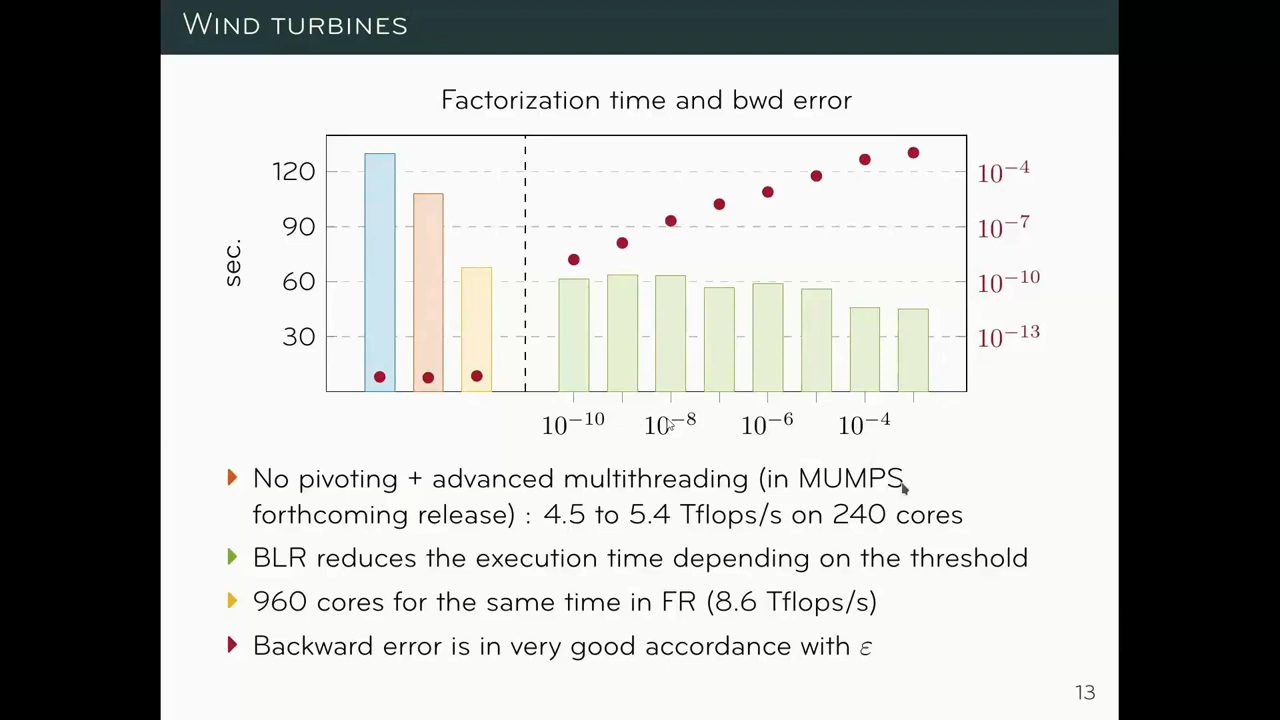 WIND TURBINES
Factorization time and bwd error
sec.
120
90
60
30
10⁻⁴
10⁻⁷
10⁻¹⁰
10⁻¹³
10⁻¹⁰ 10⁻⁸ 10⁻⁶ 10⁻⁴
No pivoting + advanced multithreading (in MUMPS
forthcoming release) : 4.5 to 5.4 Tflops/s on 240 cores
BLR reduces the execution time depending on the threshold
960 cores for the same time in FR (8.6 Tflops/s)
Backward error is in very good accordance with ε
13